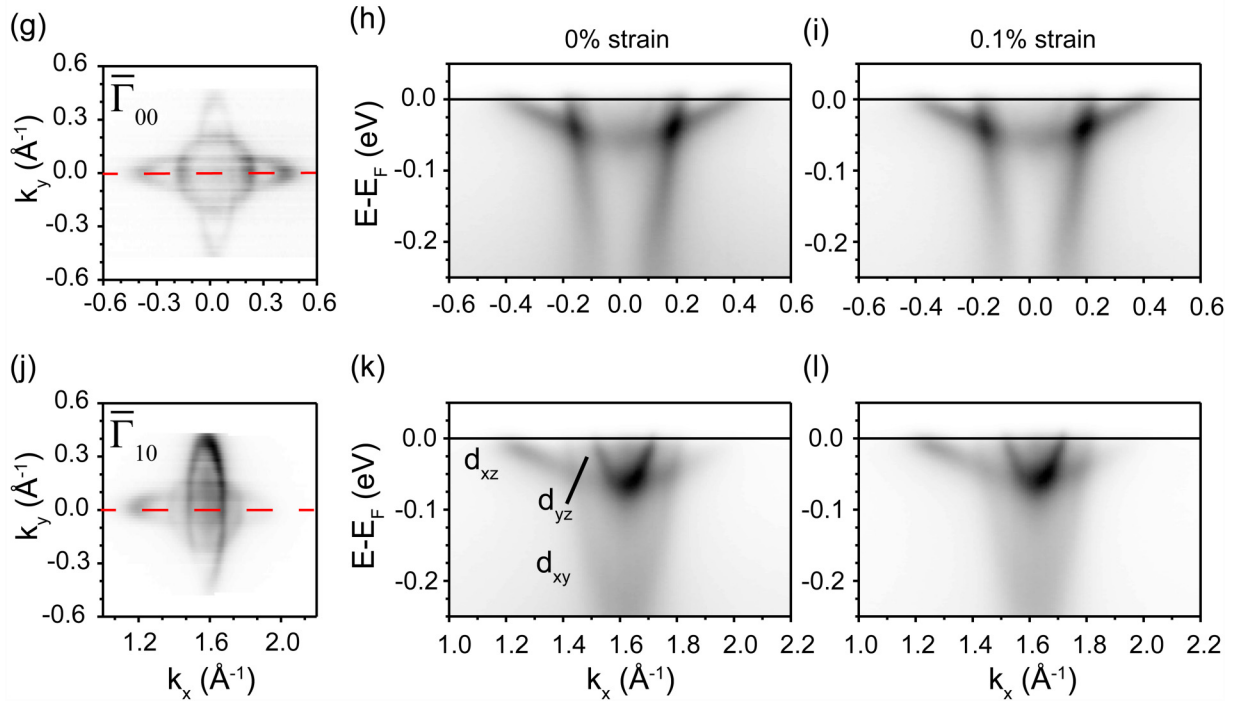 (g)
(h)
0% strain
(i)
0.1% strain
0.6
0.3
0.0
-0.3
-0.6
Γ̅₀₀
k_y (Å⁻¹)
-0.6 -0.3 0.0 0.3 0.6
0.0
-0.1
-0.2
E-E_F (eV)
-0.6 -0.4 -0.2 0.0 0.2 0.4 0.6
0.0
-0.1
-0.2
-0.6 -0.4 -0.2 0.0 0.2 0.4 0.6
(j)
(k)
(l)
0.6
0.3
0.0
-0.3
-0.6
Γ̅₁₀
k_y (Å⁻¹)
1.2 1.6 2.0
k_x (Å⁻¹)
0.0
-0.1
-0.2
E-E_F (eV)
d_xz
d_yz
d_xy
1.0 1.2 1.4 1.6 1.8 2.0 2.2
k_x (Å⁻¹)
0.0
-0.1
-0.2
1.0 1.2 1.4 1.6 1.8 2.0 2.2
k_x (Å⁻¹)